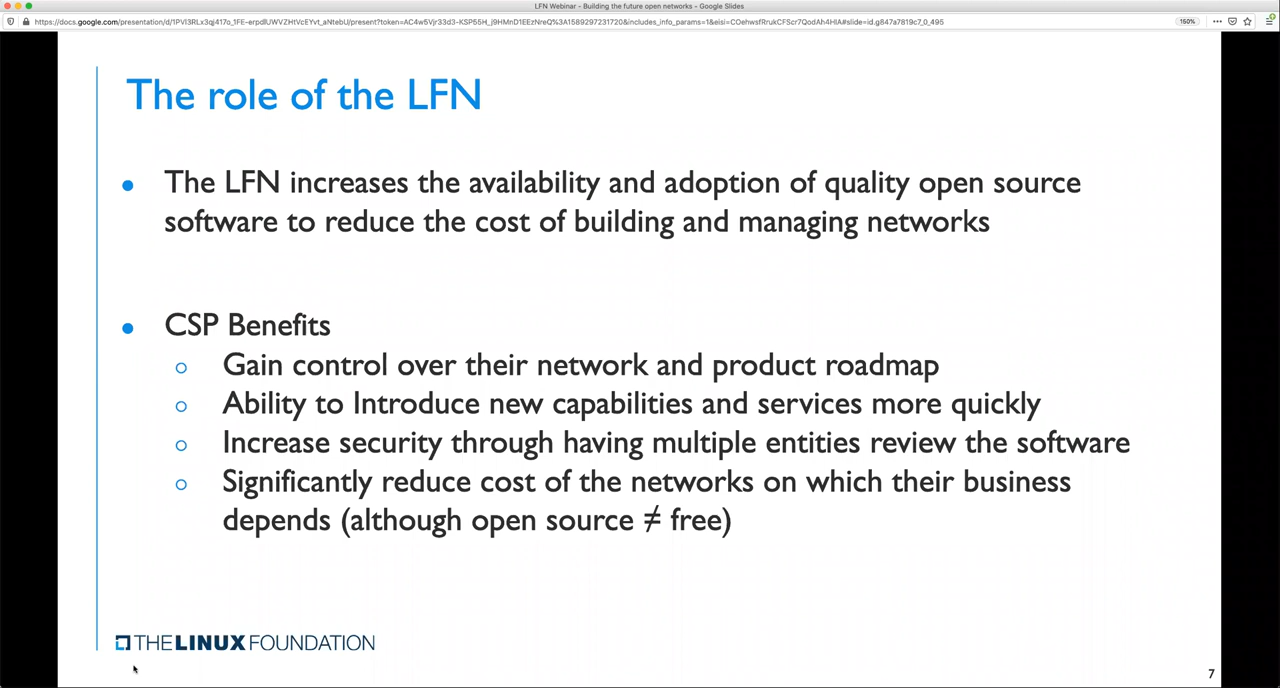 LFN Webinar - Building the future open networks - Google Slides
150%
The role of the LFN
The LFN increases the availability and adoption of quality open source
software to reduce the cost of building and managing networks
CSP Benefits
Gain control over their network and product roadmap
Ability to Introduce new capabilities and services more quickly
Increase security through having multiple entities review the software
Significantly reduce cost of the networks on which their business
depends (although open source ≠ free)
THE LINUX FOUNDATION
7